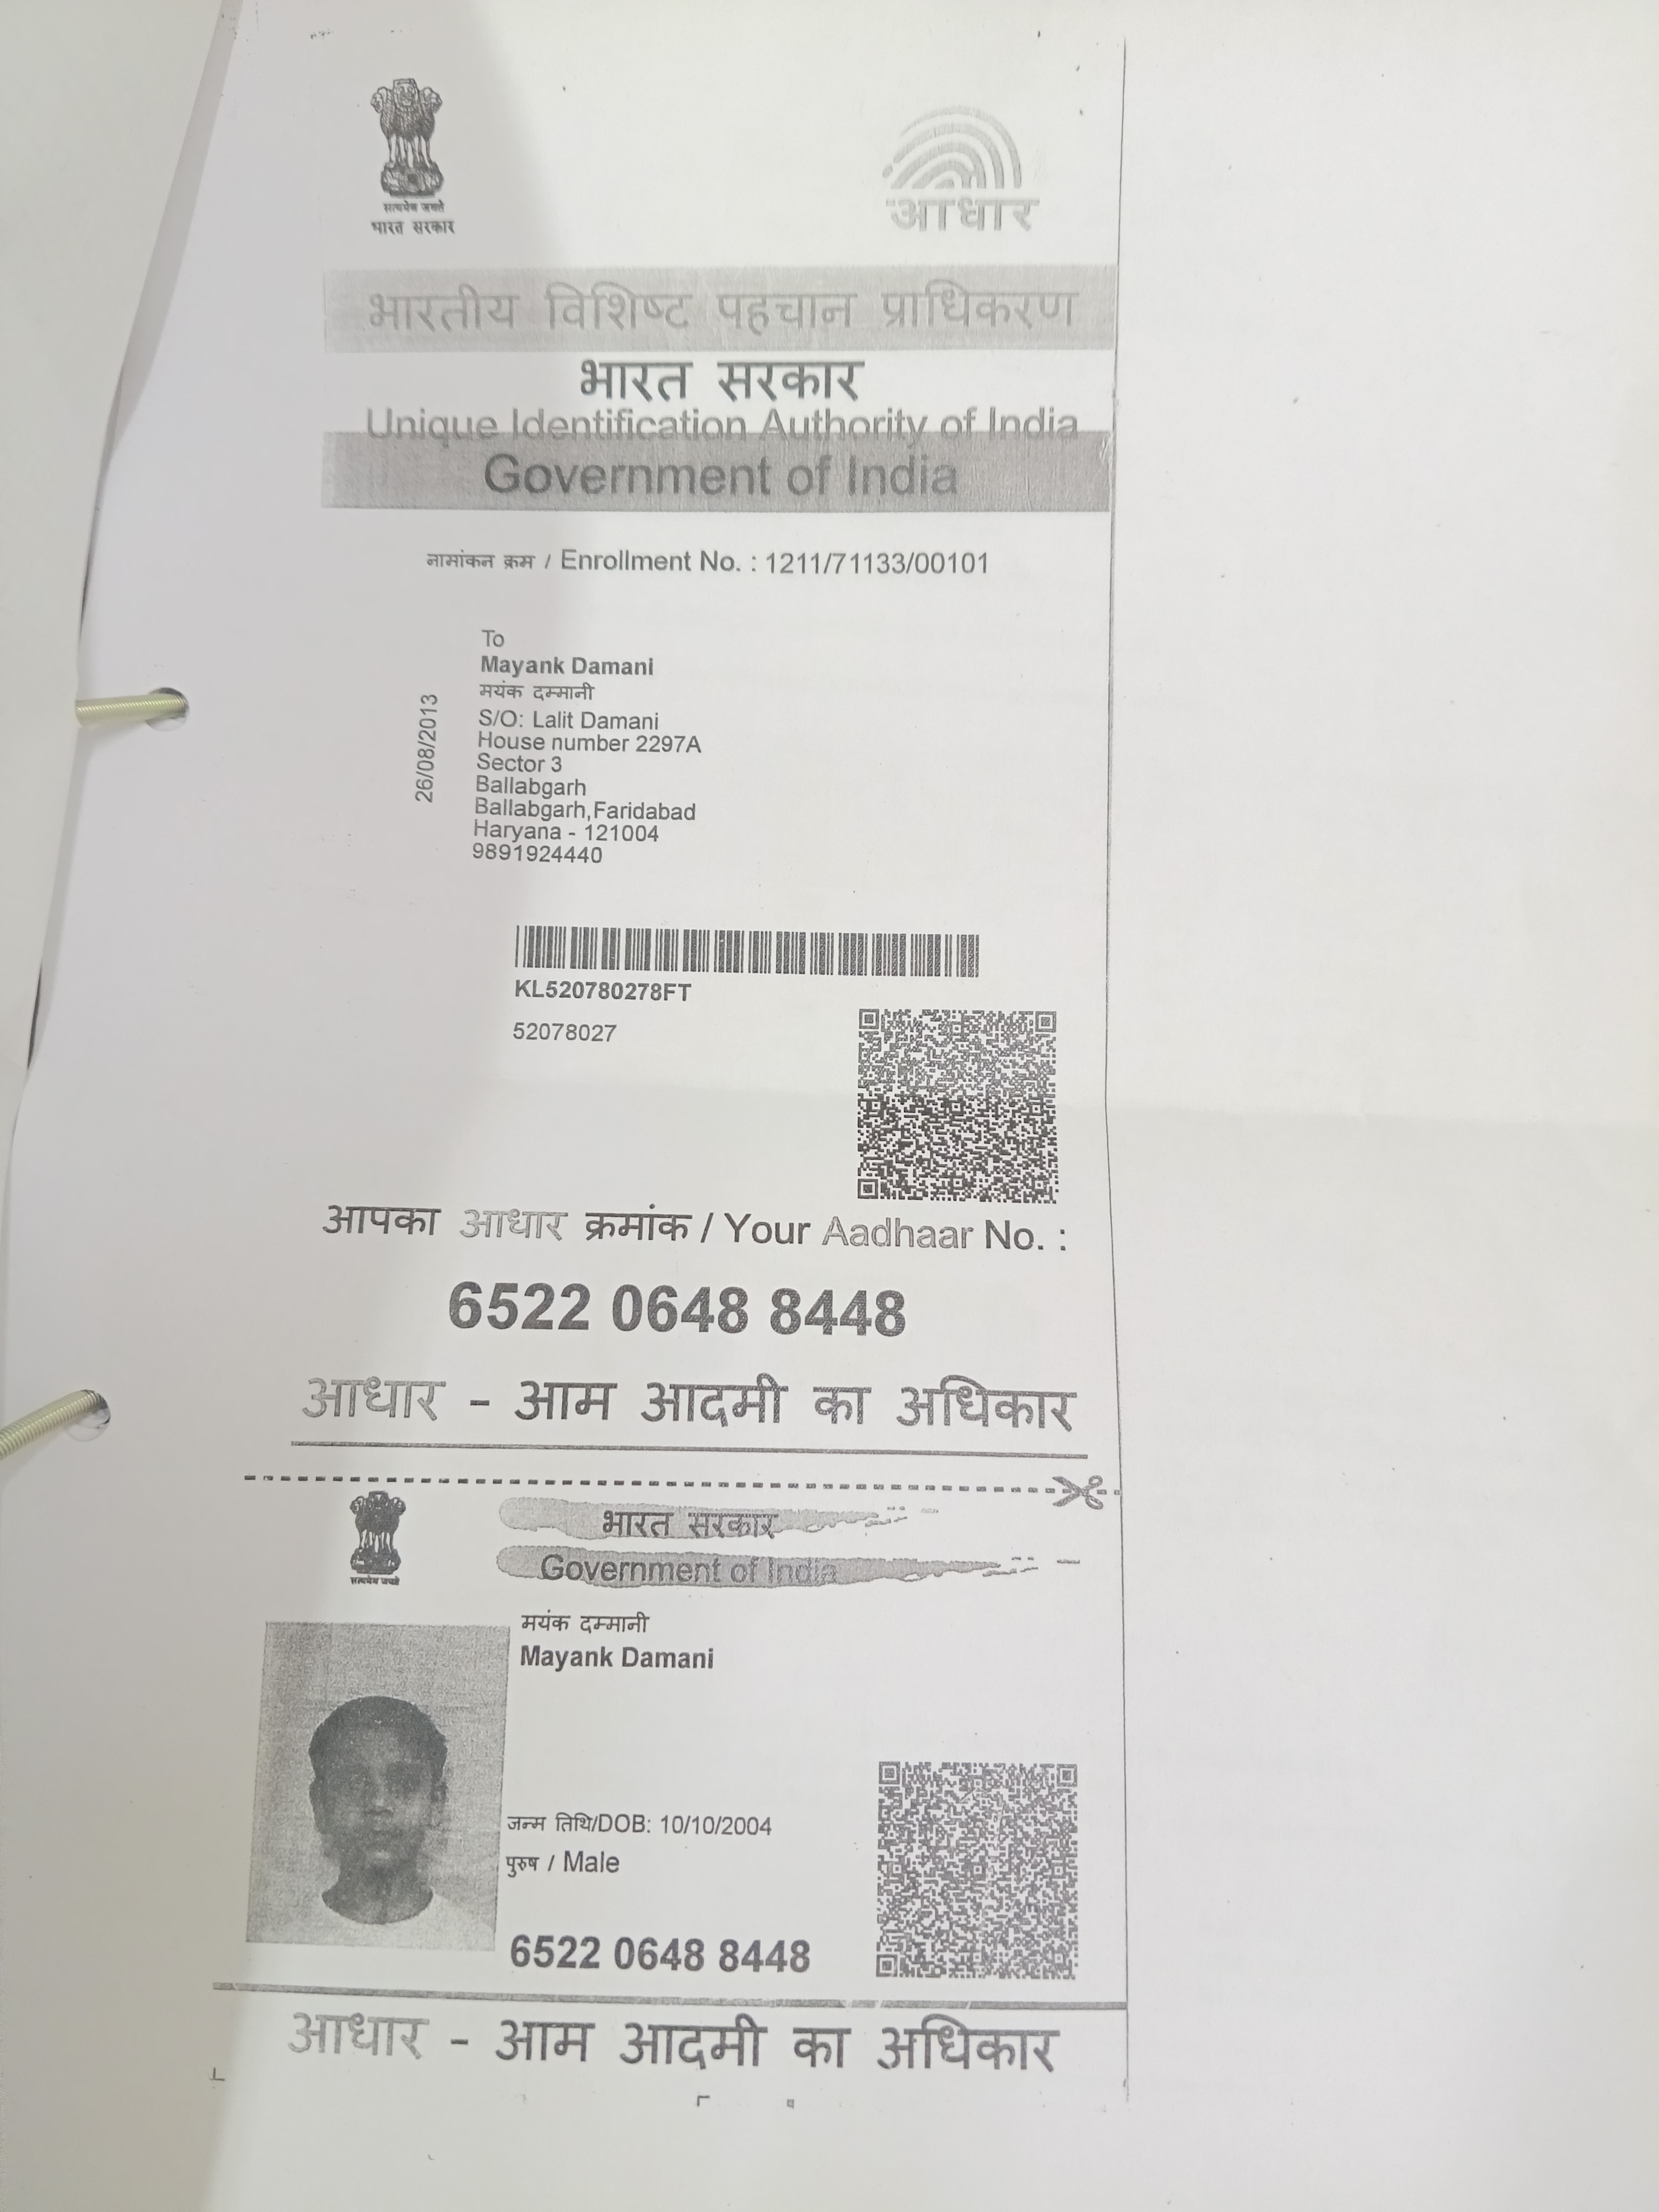 सत्यमेव जयते
भारत सरकार
आधार
भारतीय विशिष्ट पहचान प्राधिकरण
भारत सरकार
Unique Identification Authority of India
Government of India
नामांकन क्रम / Enrollment No. : 1211/71133/00101
26/08/2013
To
Mayank Damani
मयंक दम्मानी
S/O: Lalit Damani
House number 2297A
Sector 3
Ballabgarh
Ballabgarh,Faridabad
Haryana - 121004
9891924440
KL520780278FT
52078027
आपका आधार क्रमांक / Your Aadhaar No. :
6522 0648 8448
आधार - आम आदमी का अधिकार
सत्यमेव जयते
भारत सरकार
Government of India
मयंक दम्मानी
Mayank Damani
जन्म तिथि/DOB: 10/10/2004
पुरुष / Male
6522 0648 8448
आधार - आम आदमी का अधिकार